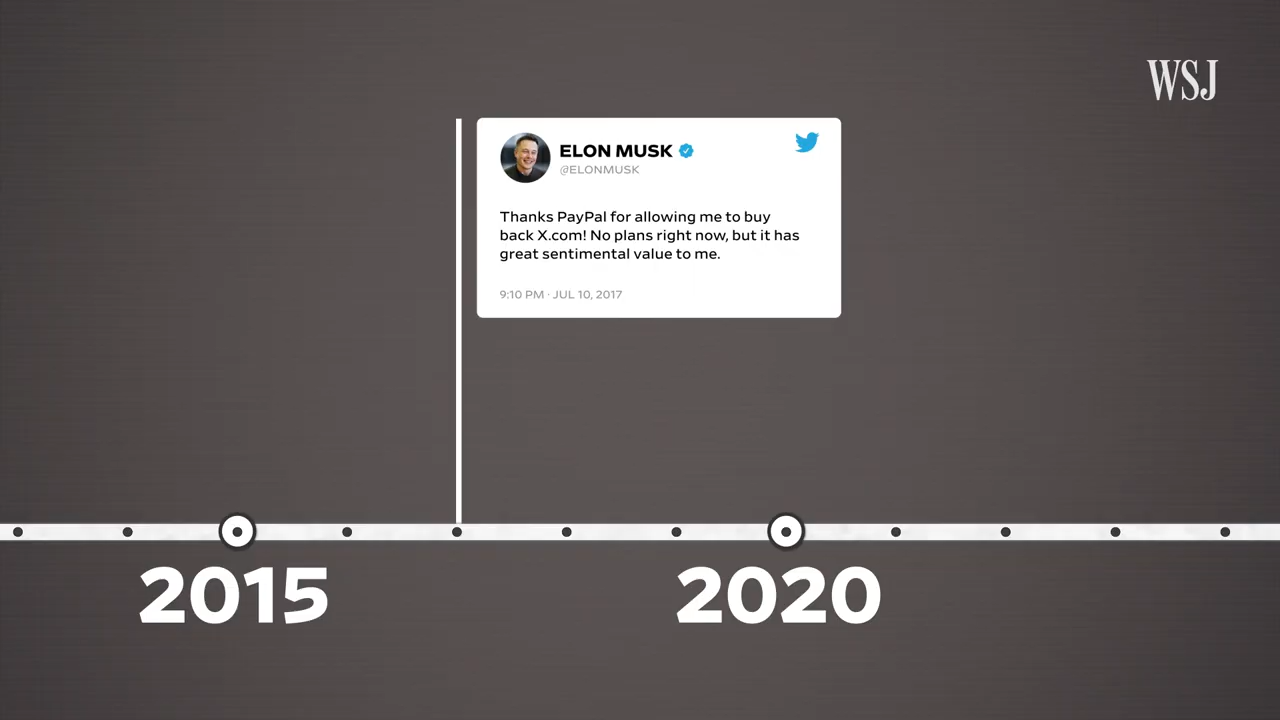 WSJ
ELON MUSK
@ELONMUSK
Thanks PayPal for allowing me to buy
back X.com! No plans right now, but it has
great sentimental value to me.
9:10 PM · JUL 10, 2017
2015
2020